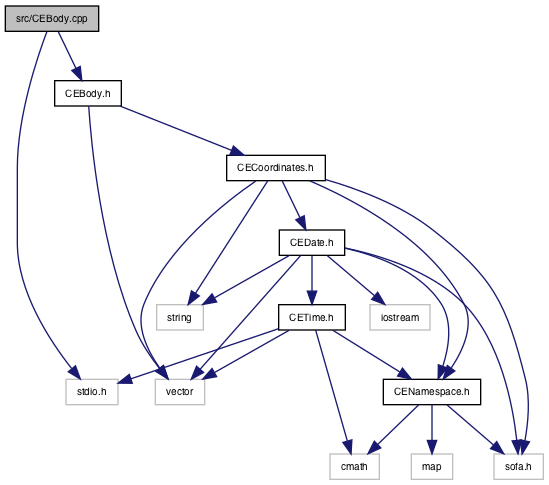 src/CEBody.cpp
CEBody.h
CECoordinates.h
CEDate.h
string
CETime.h
iostream
stdio.h
vector
CENamespace.h
cmath
map
sofa.h